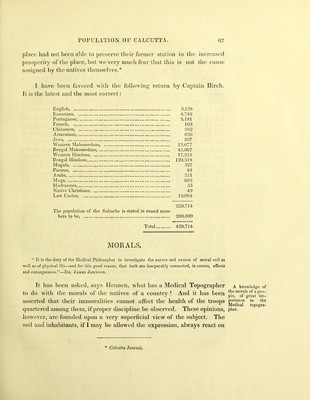 POPULATION OF CALCUTTA. 67
place had not been able to preserve their former station in the increased
prosperity of the place, but we very much fear that this is not the cause
assigned by the natives themselves.*
I have been favored with the following return by Captain Birch.
It is the latest and the most correct:
English, 3,138
Eurasians, 4,746
Portuguese, 3,181
French, 160
Chinamen, 362
Armenians, 636
Jews, 307
Western Mahomedans, 13,677
Bengal Mahomedans, 45,067
Western Hindoos, 17,333
Bengal Hindoos, 120,318
Moguls, 527
Parsees, 40
Arabs, 351
Mugs, 683
Madrasees, 55
Native Christians, 49
Low Castes, 19,084
229,714
The population of the Suburbs is stated in round num-
bers to be, 200,000
Total 429,714
MORALS.
" It is the duty of the Medical Philosopher to investigate the nature and causes of moral evil as
well as of physical ills—and for this good reason, that both are inseparably connected, in causes, effects
and consequences."—DR. JAMES JOHNSON.
It has been asked, says Hennen, what has a Medical Topographer
to do with the morals of the natives of a country? And it has been
asserted that their immoralities cannot affect the health of the troops
quartered among them, if proper discipline be observed. These opinions,
however, are founded upon a very superficial view of the subject. The
soil and inhabitants, if I may be allowed the expression, always react on
A knowledge of
the morals of a peo-
ple, of great im-
portance to the
Medical topogra-
pher.
* Calcutta Journal.